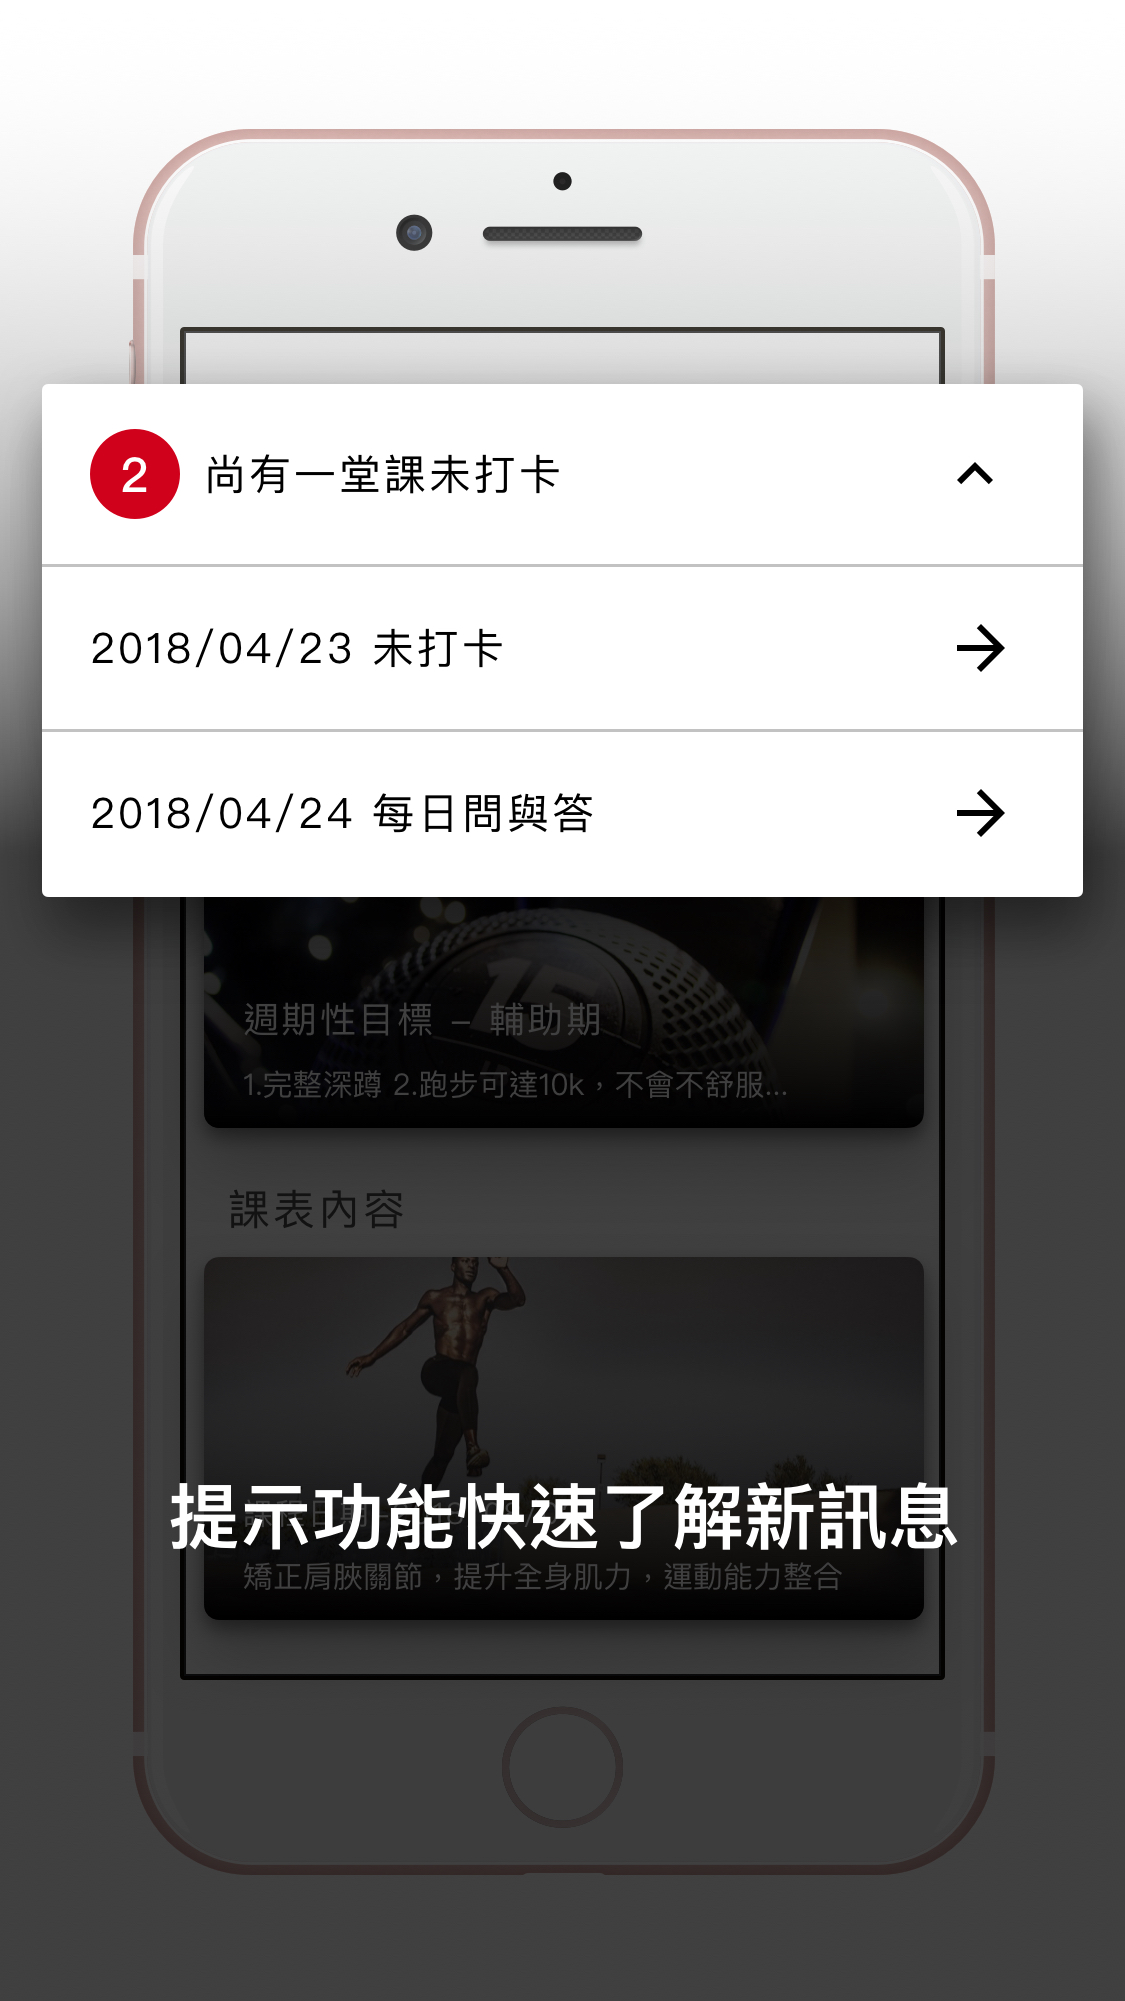 2 尚有一堂課未打卡
2018/04/23 未打卡
2018/04/24 每日問與答
15
週期性目標 – 輔助期
1.完整深蹲 2.跑步可達10k，不會不舒服...
課表內容
提示功能快速了解新訊息
矯正肩胛關節，提升全身肌力，運動能力整合